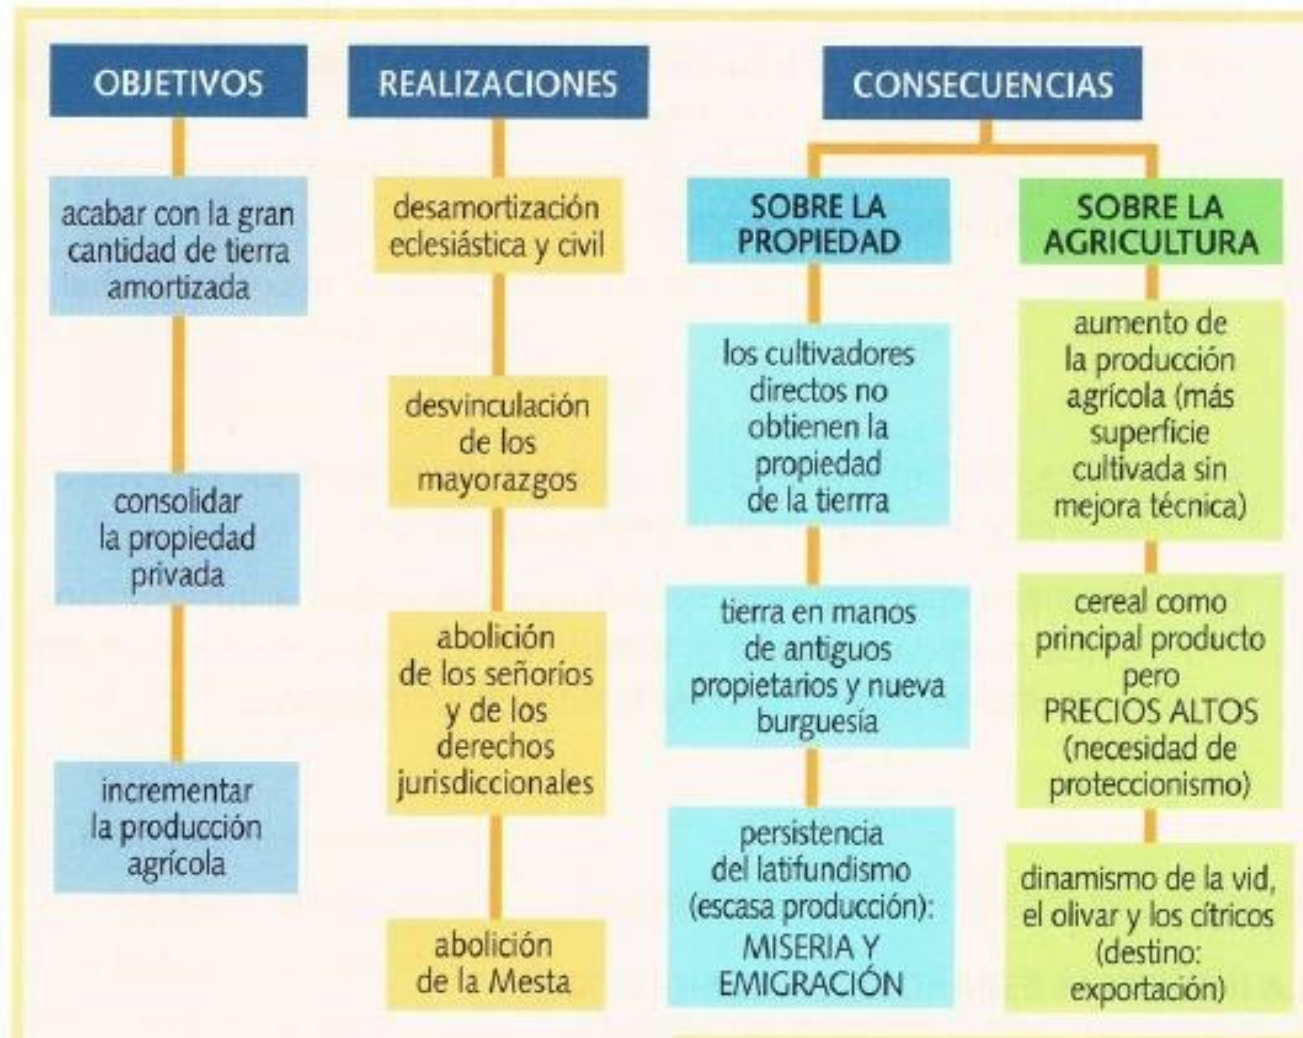 OBJETIVOS
acabar con la gran
cantidad de tierra
amortizada
consolidar
la propiedad
privada
incrementar
la producción
agrícola
REALIZACIONES
desamortización
eclesiástica y civil
desvinculación
de los
mayorazgos
abolición
de los señoríos
y de los
derechos
jurisdiccionales
abolición
de la Mesta
CONSECUENCIAS
SOBRE LA
PROPIEDAD
los cultivadores
directos no
obtienen la
propiedad
de la tierrra
tierra en manos
de antiguos
propietarios y nueva
burguesía
persistencia
del latifundismo
(escasa producción):
MISERIA Y
EMIGRACIÓN
SOBRE LA
AGRICULTURA
aumento de
la producción
agrícola (más
superficie
cultivada sin
mejora técnica)
cereal como
principal producto
pero
PRECIOS ALTOS
(necesidad de
proteccionismo)
dinamismo de la vid,
el olivar y los cítricos
(destino:
exportación)